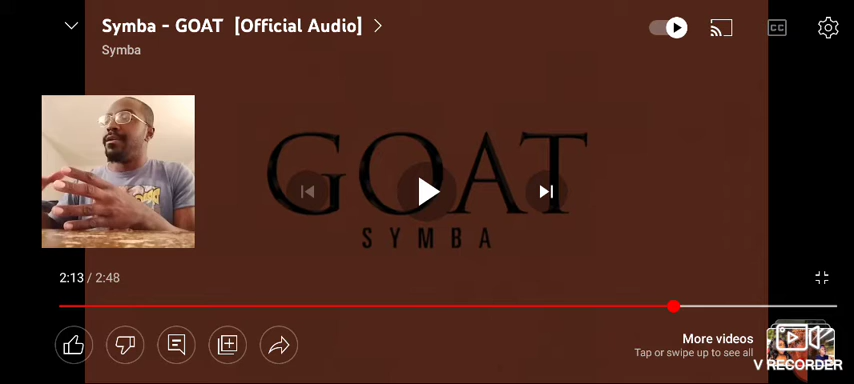 Symba - GOAT [Official Audio]
Symba
CC
GOAT
SYMBA
2:13 / 2:48
More videos
Tap or swipe up to see all
V RECORDER